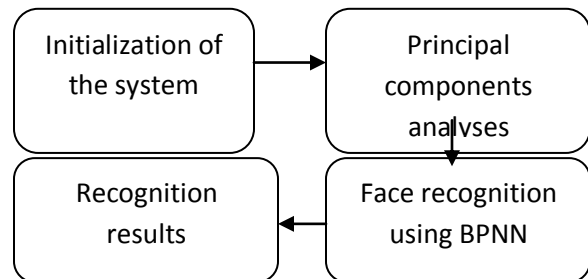 Initialization of
the system
Principal
components
analyses
Face recognition
using BPNN
Recognition
results